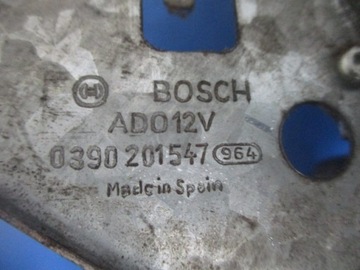 BOSCH
ADO12V
0390 201547 964
Made in Spain